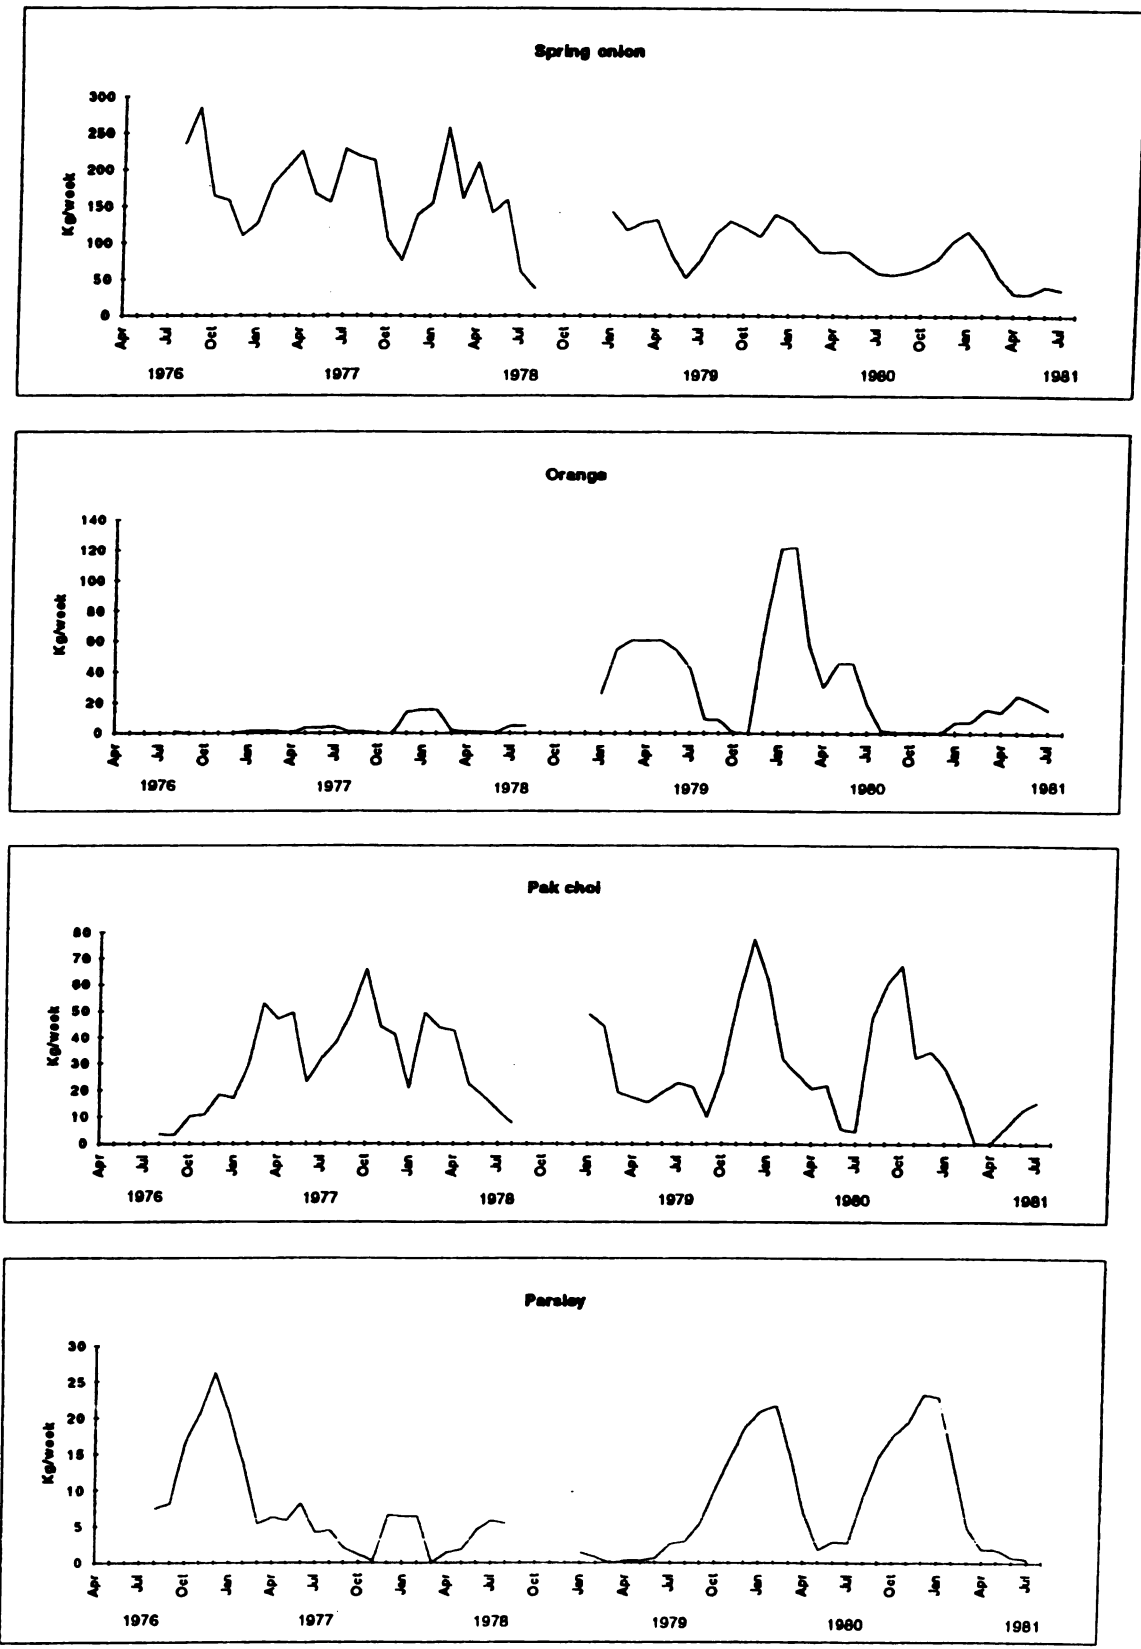 Spring onion
300
250
200
150
100
50
0
Kg/week
Apr Jul Oct Jan Apr Jul Oct Jan Apr Jul Oct Jan Apr Jul Oct Jan Apr Jul Oct Jan Apr Jul
1976 1977 1978 1979 1980 1981
Orange
140
120
100
80
60
40
20
0
Kg/week
Apr Jul Oct Jan Apr Jul Oct Jan Apr Jul Oct Jan Apr Jul Oct Jan Apr Jul Oct Jan Apr Jul
1976 1977 1978 1979 1980 1981
Pak choi
80
70
60
50
40
30
20
10
0
Kg/week
Apr Jul Oct Jan Apr Jul Oct Jan Apr Jul Oct Jan Apr Jul Oct Jan Apr Jul Oct Jan Apr Jul
1976 1977 1978 1979 1980 1981
Parsley
30
25
20
15
10
5
0
Kg/week
Apr Jul Oct Jan Apr Jul Oct Jan Apr Jul Oct Jan Apr Jul Oct Jan Apr Jul Oct Jan Apr Jul
1976 1977 1978 1979 1980 1981